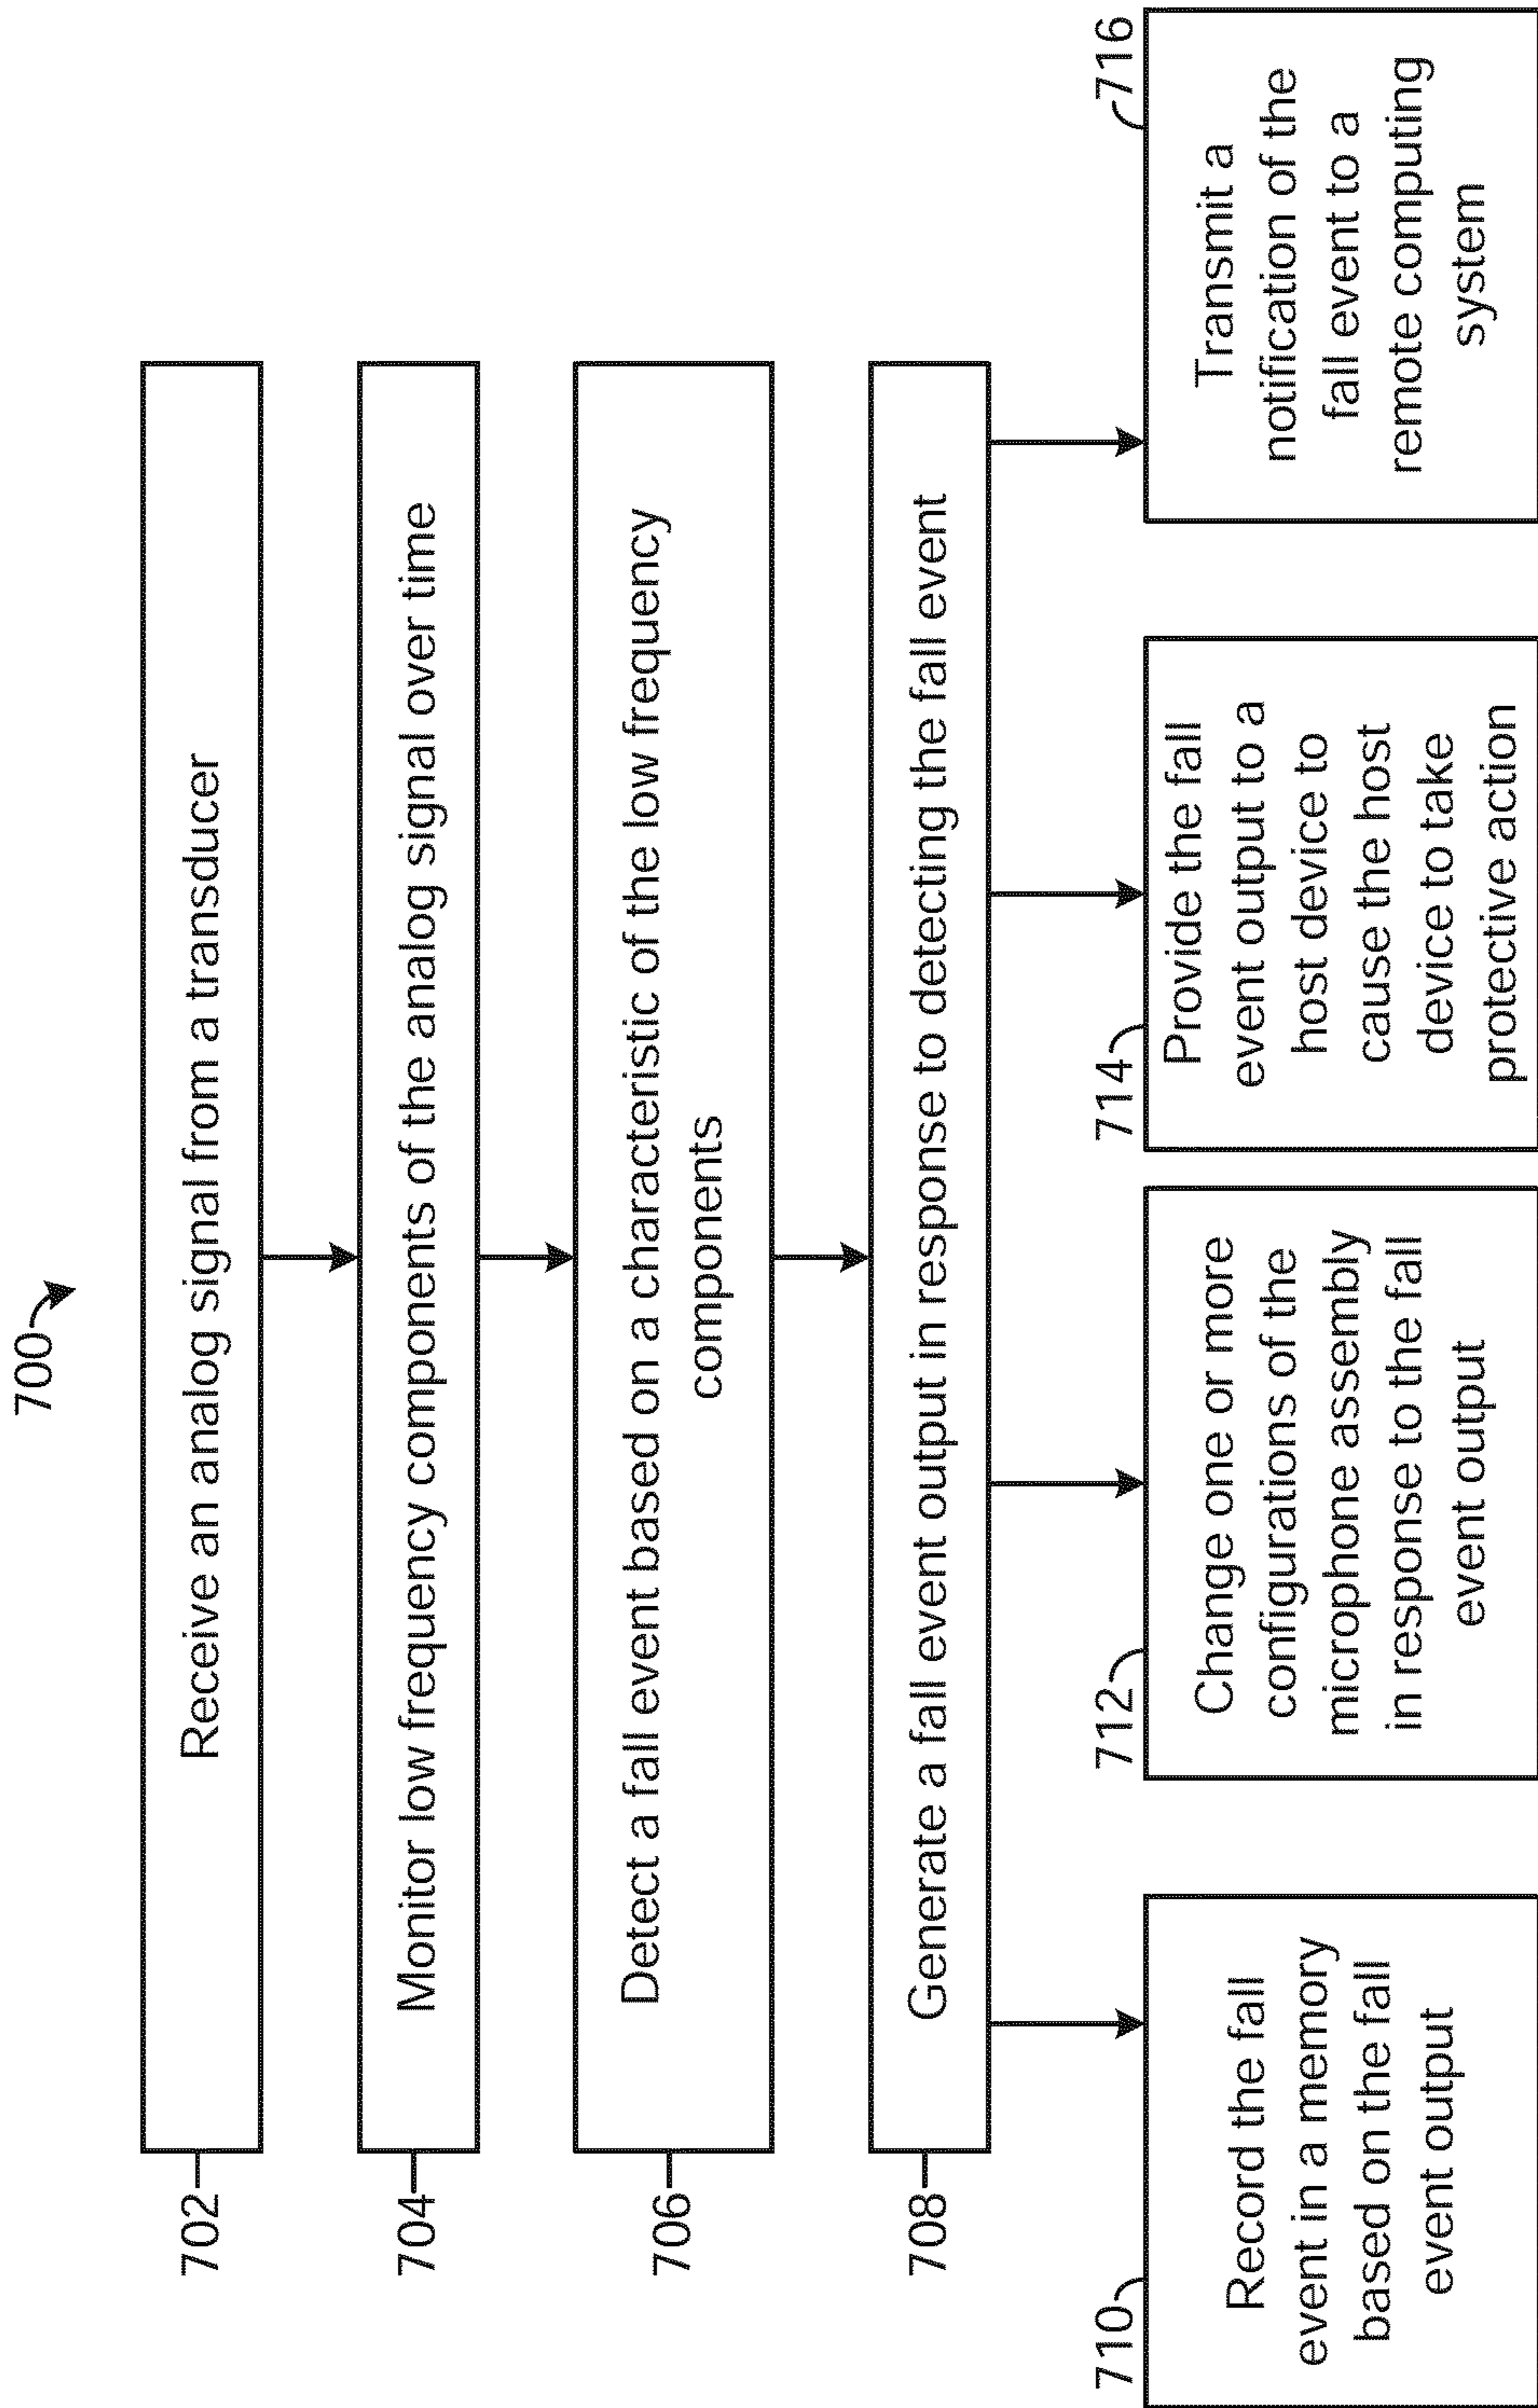 700
702
Receive an analog signal from a transducer
704
Monitor low frequency components of the analog signal over time
706
Detect a fall event based on a characteristic of the low frequency
components
708
Generate a fall event output in response to detecting the fall event
710
Record the fall
event in a memory
based on the fall
event output
712
Change one or more
configurations of the
microphone assembly
in response to the fall
event output
714
Provide the fall
event output to a
host device to
cause the host
device to take
protective action
716
Transmit a
notification of the
fall event to a
remote computing
system